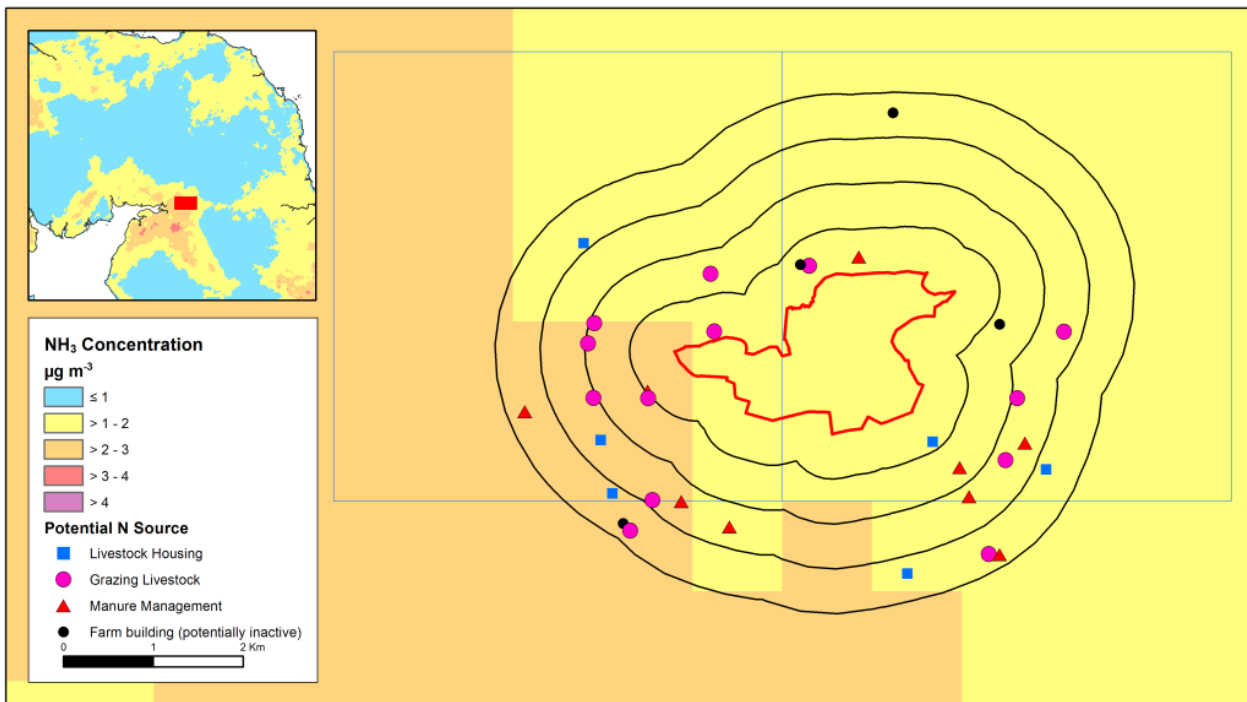 NH₃ Concentration
µg m⁻³
≤ 1
> 1 - 2
> 2 - 3
> 3 - 4
> 4
Potential N Source
Livestock Housing
Grazing Livestock
Manure Management
Farm building (potentially inactive)
0 1 2 Km